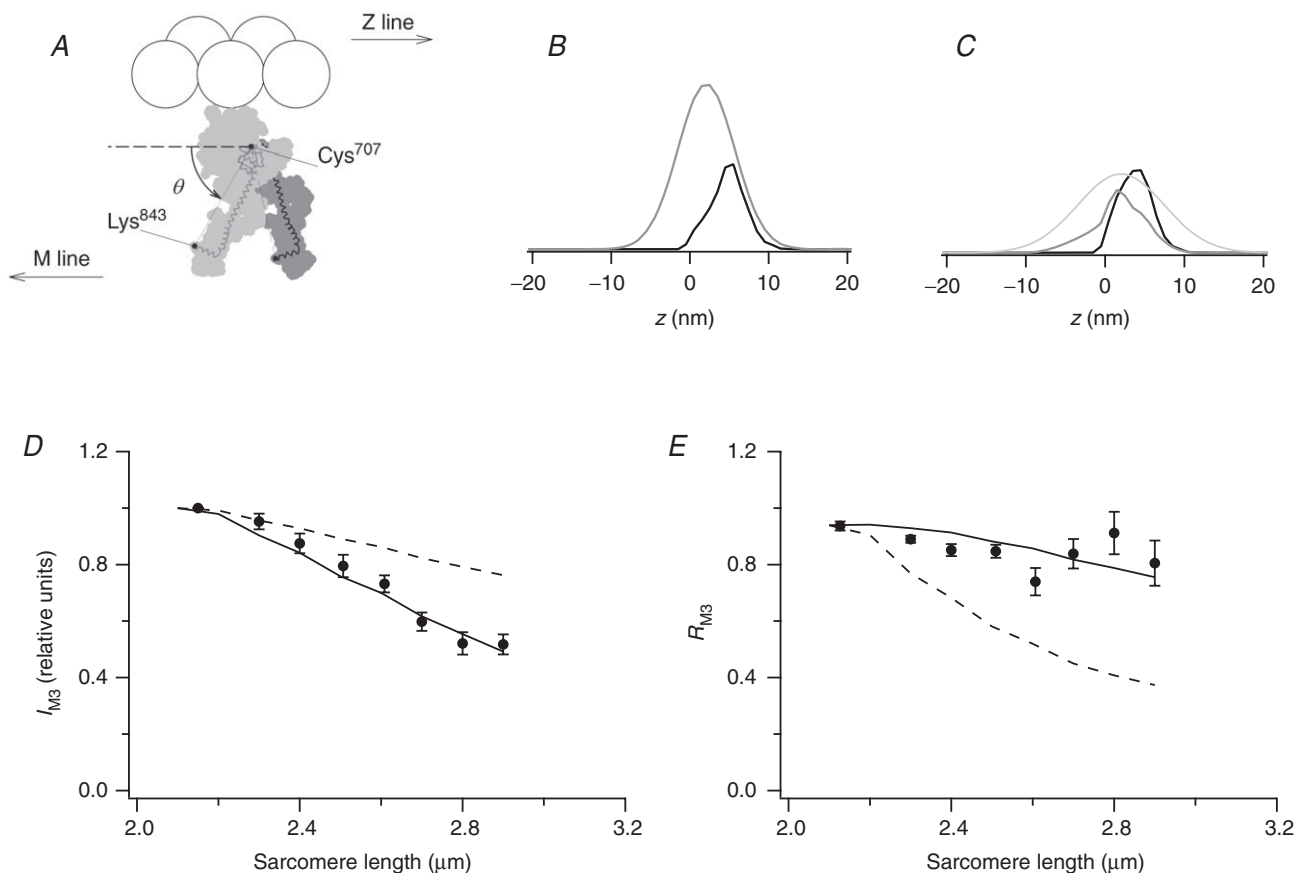 A
Z line
Cys707
θ
Lys843
M line
B
−20 −10 0 10 20
z (nm)
C
−20 −10 0 10 20
z (nm)
D
1.2
0.8
0.4
0.0
IM3 (relative units)
2.0 2.4 2.8 3.2
Sarcomere length (μm)
E
1.2
0.8
0.4
0.0
RM3
2.0 2.4 2.8 3.2
Sarcomere length (μm)